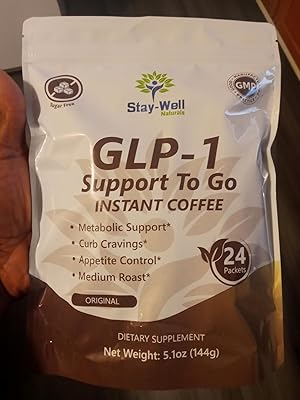 Sugar Free
Stay-Well
Naturals
GMP
GLP-1
Support To Go
INSTANT COFFEE
• Metabolic Support*
• Curb Cravings*
• Appetite Control*
• Medium Roast*
24
Packets
ORIGINAL
DIETARY SUPPLEMENT
Net Weight: 5.1oz (144g)